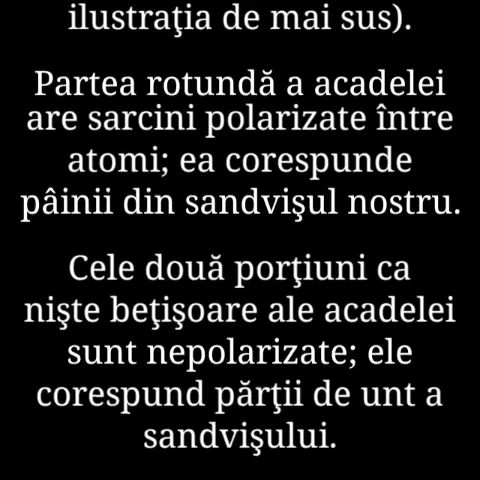 ilustraţia de mai sus).
Partea rotundă a acadelei
are sarcini polarizate între
atomi; ea corespunde
pâinii din sandvişul nostru.
Cele două porţiuni ca
nişte beţişoare ale acadelei
sunt nepolarizate; ele
corespund părţii de unt a
sandvişului.